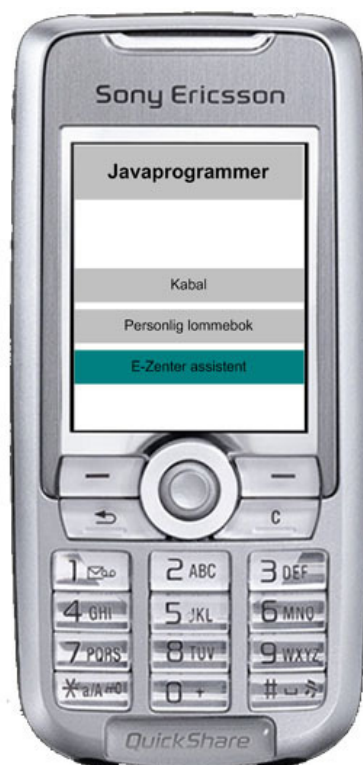 Sony Ericsson
Javaprogrammer
Kabal
Personlig lommebok
E-Zenter assistent
C
1
2 ABC
3 DEF
4 GHI
5 JKL
6 MNO
7 PQRS
8 TUV
9 WXYZ
* a/A
0 +
#
QuickShare